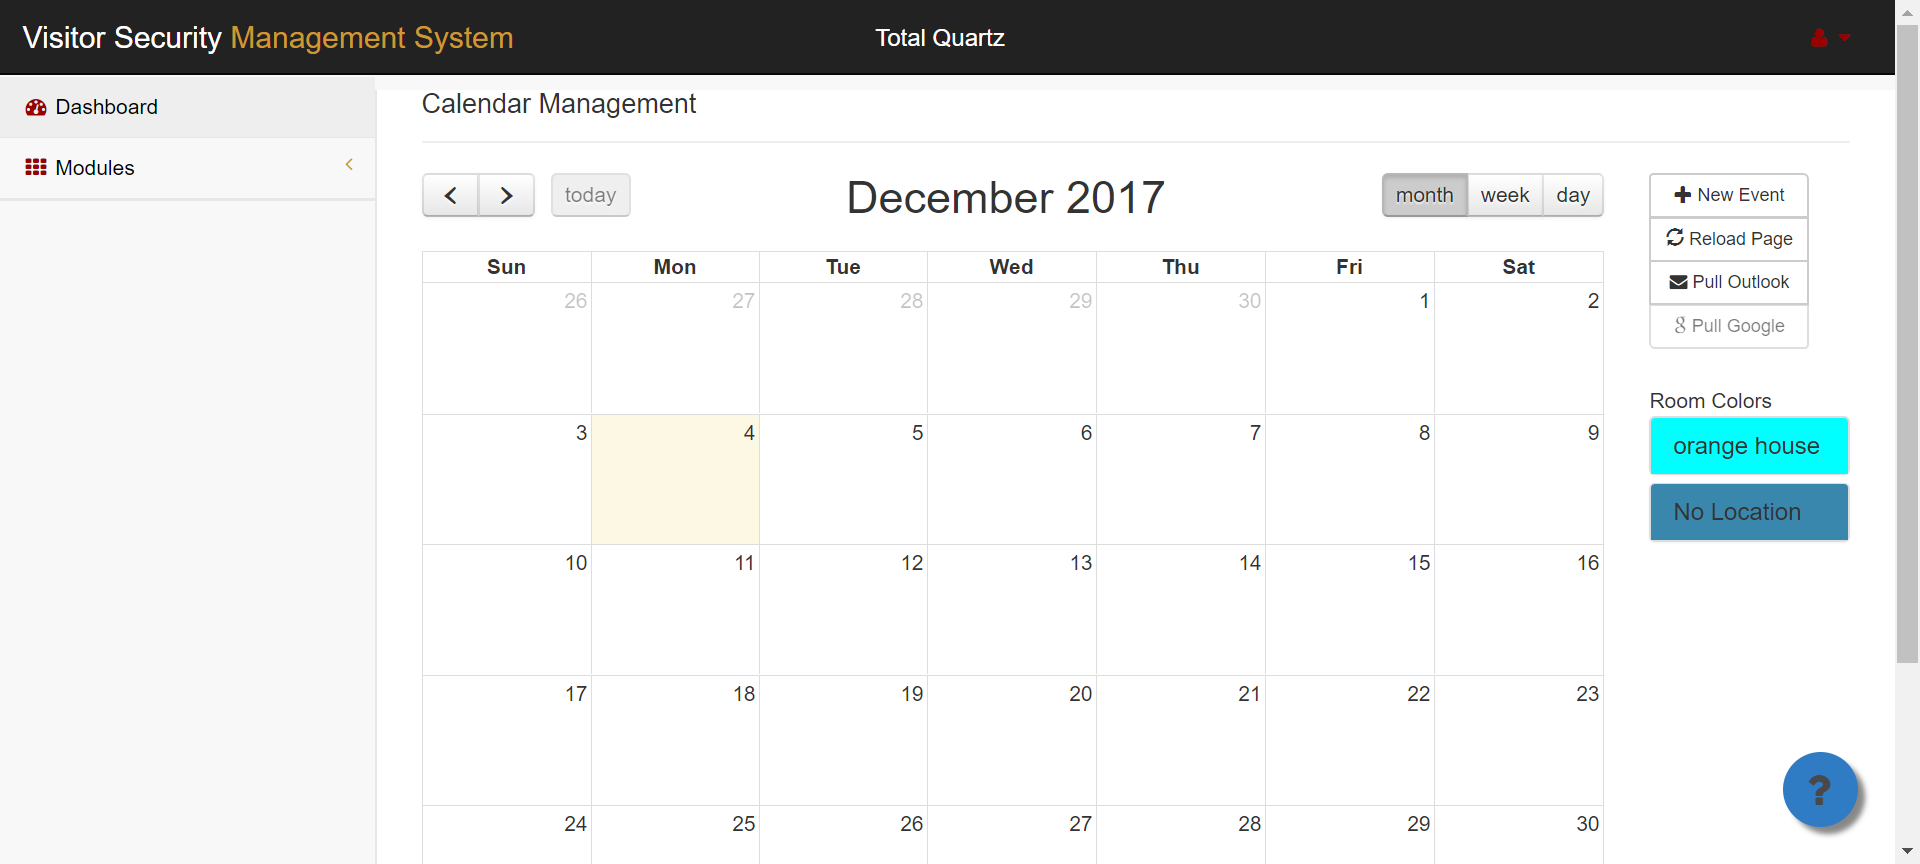 Visitor Security Management System
Total Quartz
Dashboard
Modules
Calendar Management
today
December 2017
month week day
New Event
Reload Page
Pull Outlook
Pull Google
Sun Mon Tue Wed Thu Fri Sat
26 27 28 29 30 1 2
3 4 5 6 7 8 9
10 11 12 13 14 15 16
17 18 19 20 21 22 23
24 25 26 27 28 29 30
Room Colors
orange house
No Location
?